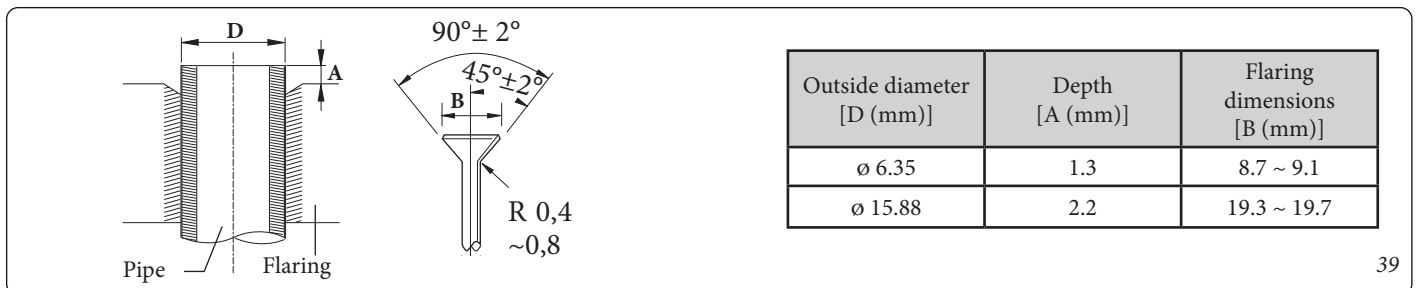 D
A
Pipe
Flaring
90°± 2°
45°±2°
B
R 0,4
~0,8
Outside diameter
[D (mm)]
Depth
[A (mm)]
Flaring
dimensions
[B (mm)]
ø 6.35
1.3
8.7 ~ 9.1
ø 15.88
2.2
19.3 ~ 19.7
39